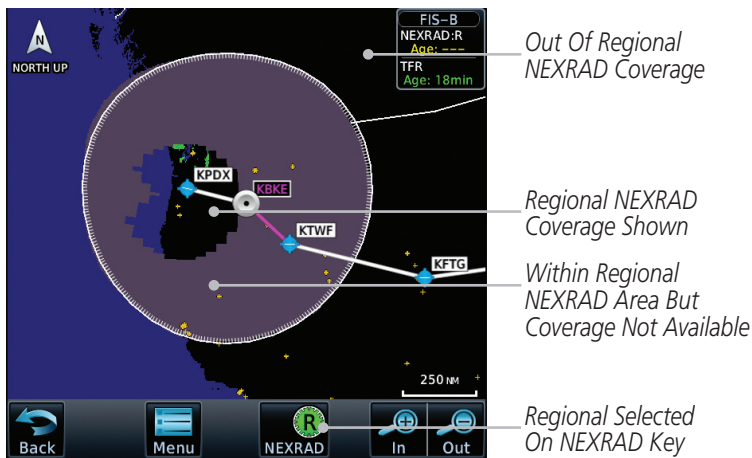 N
NORTH UP
FIS-B
NEXRAD:R
Age: ---
TFR
Age: 18min
Out Of Regional
NEXRAD Coverage
KPDX
KBKE
KTWF
KFTG
Regional NEXRAD
Coverage Shown
Within Regional
NEXRAD Area But
Coverage Not Available
250 NM
Back
Menu
R
NEXRAD
In
Out
Regional Selected
On NEXRAD Key